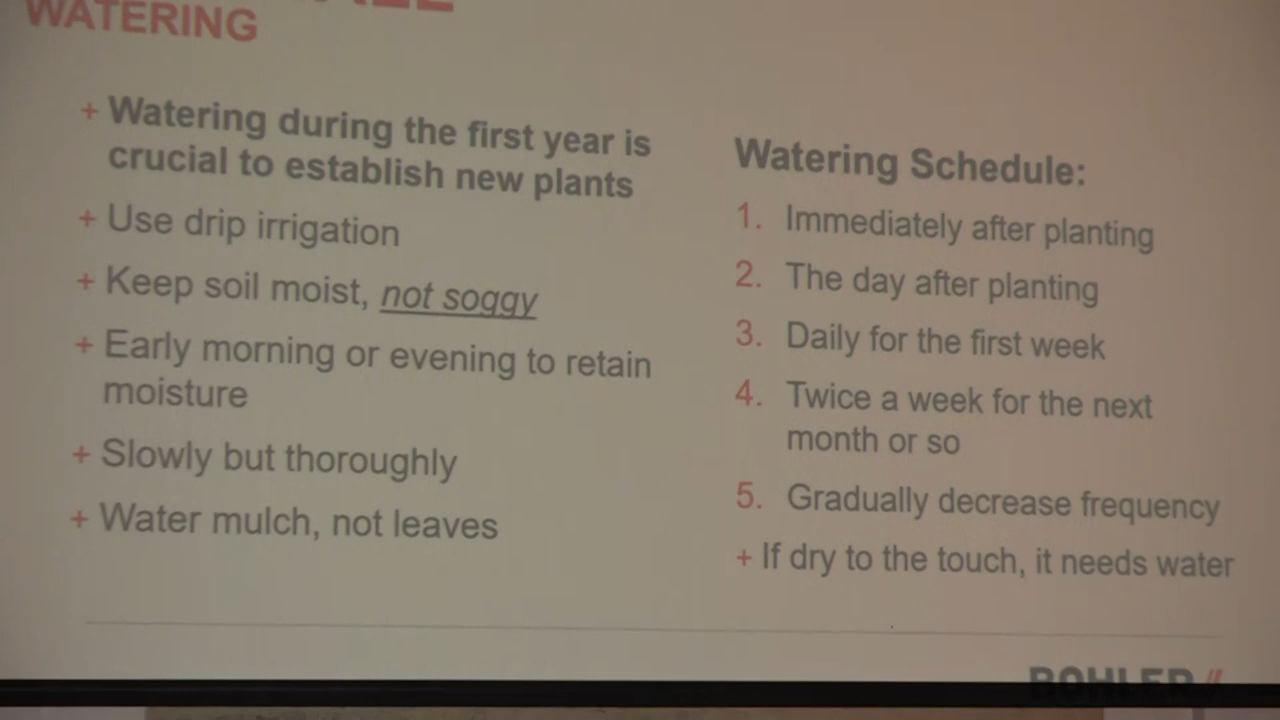 WATERING
+ Watering during the first year is
crucial to establish new plants
+ Use drip irrigation
+ Keep soil moist, not soggy
+ Early morning or evening to retain
moisture
+ Slowly but thoroughly
+ Water mulch, not leaves
Watering Schedule:
1. Immediately after planting
2. The day after planting
3. Daily for the first week
4. Twice a week for the next
month or so
5. Gradually decrease frequency
+ If dry to the touch, it needs water
BOHLER //